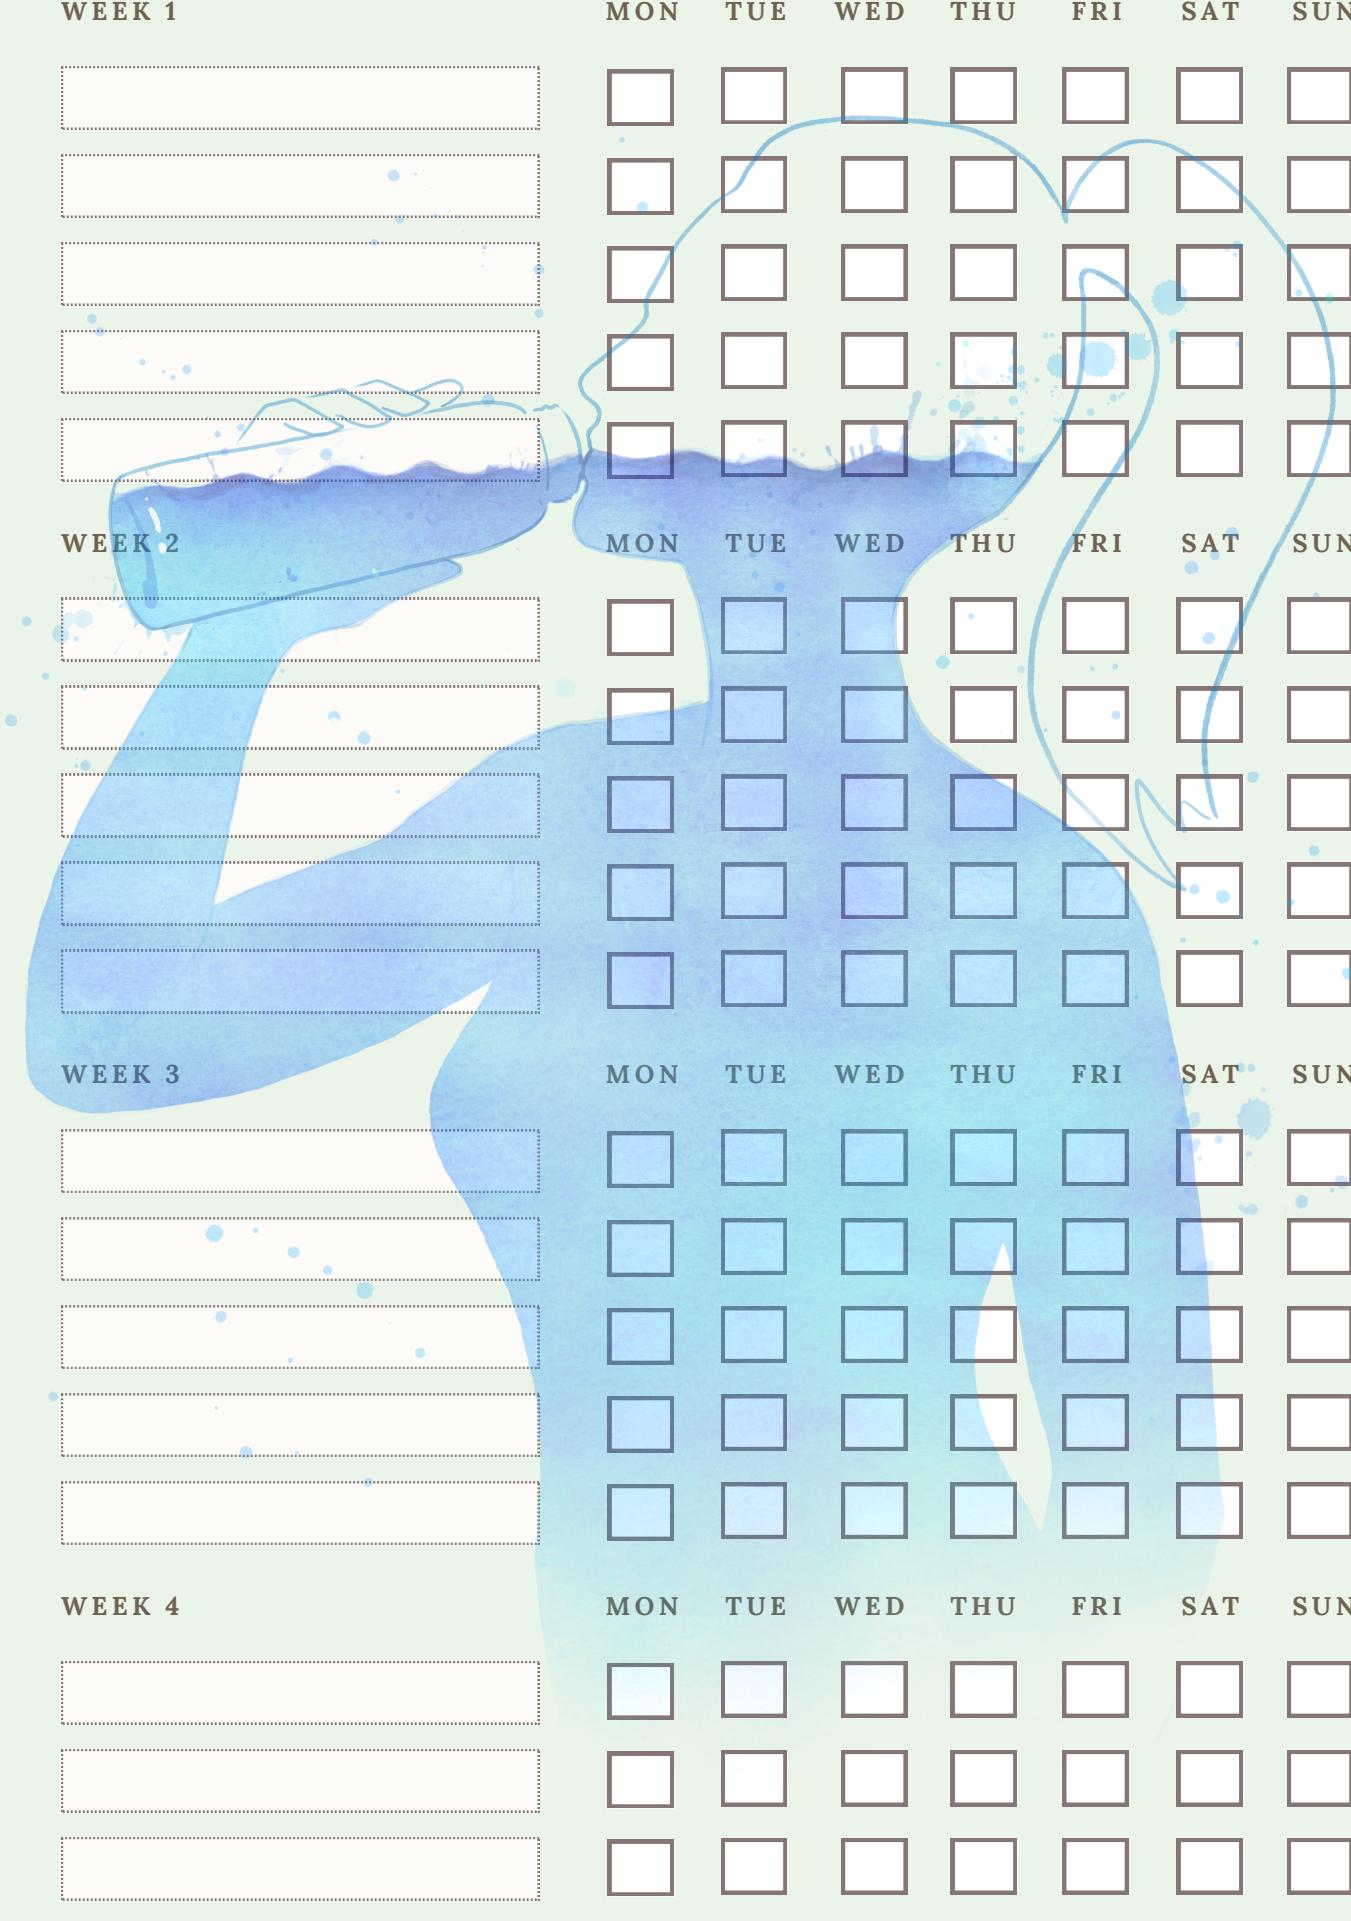 WEEK 1 MON TUE WED THU FRI SAT SUN
WEEK 2 MON TUE WED THU FRI SAT SUN
WEEK 3 MON TUE WED THU FRI SAT SUN
WEEK 4 MON TUE WED THU FRI SAT SUN